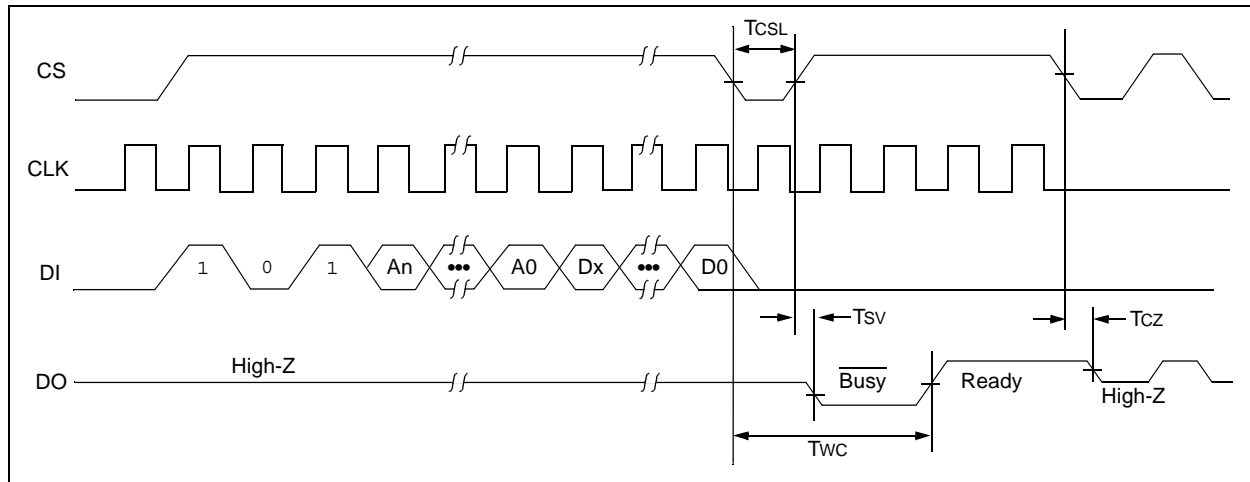 TCSL
CS
CLK
DI
1 0 1 An ••• A0 Dx ••• D0
TSV
TCZ
High-Z
DO
Busy
Ready
High-Z
TWC